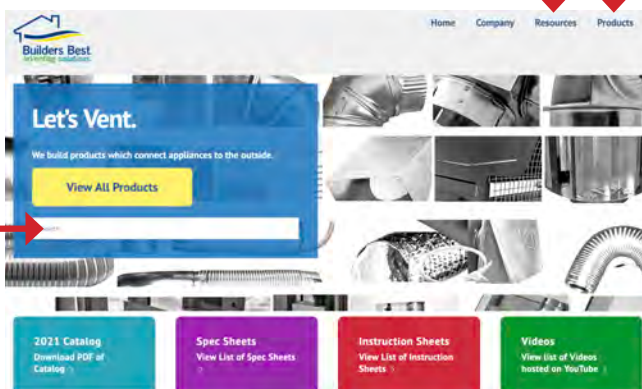 Home Company Resources Products
Builders Best
venting solutions
Let's Vent.
We build products which connect appliances to the outside.
View All Products
2021 Catalog
Download PDF of
Catalog
Spec Sheets
View List of Spec Sheets
Instruction Sheets
View List of Instruction
Sheets
Videos
View list of Videos
hosted on YouTube